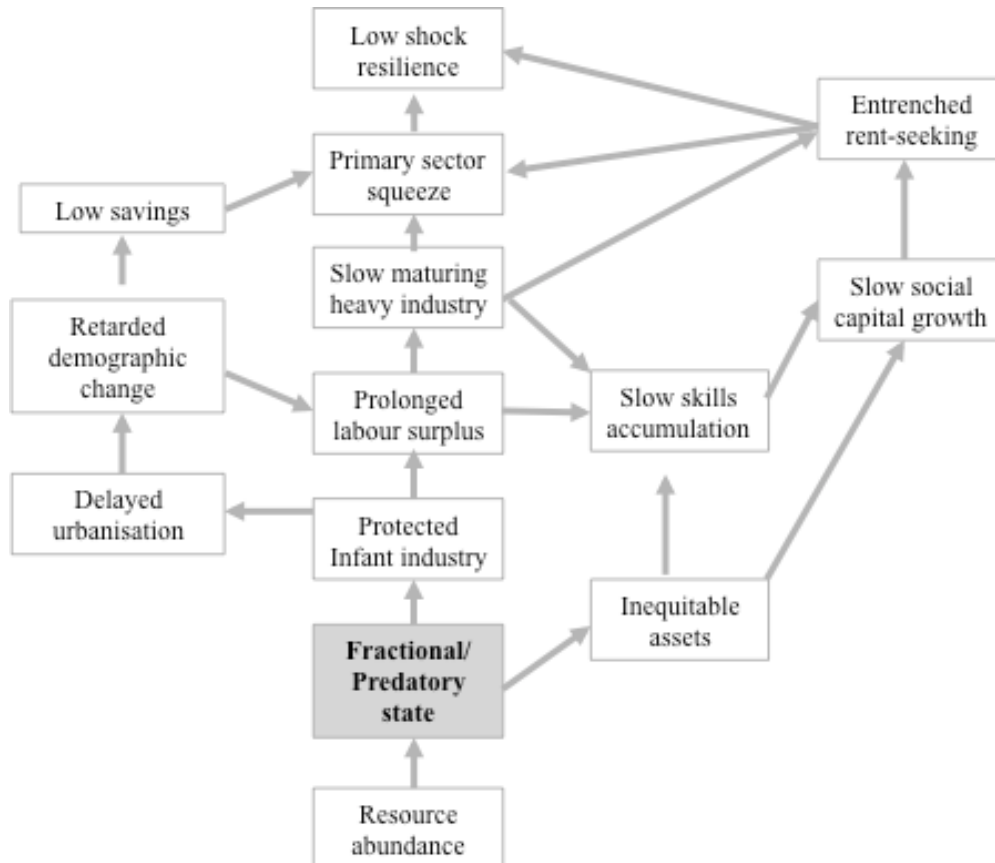 Low shock
resilience
Entrenched
rent-seeking
Primary sector
squeeze
Low savings
Slow maturing
heavy industry
Slow social
capital growth
Retarded
demographic
change
Prolonged
labour surplus
Slow skills
accumulation
Delayed
urbanisation
Protected
Infant industry
Inequitable
assets
Fractional/
Predatory
state
Resource
abundance